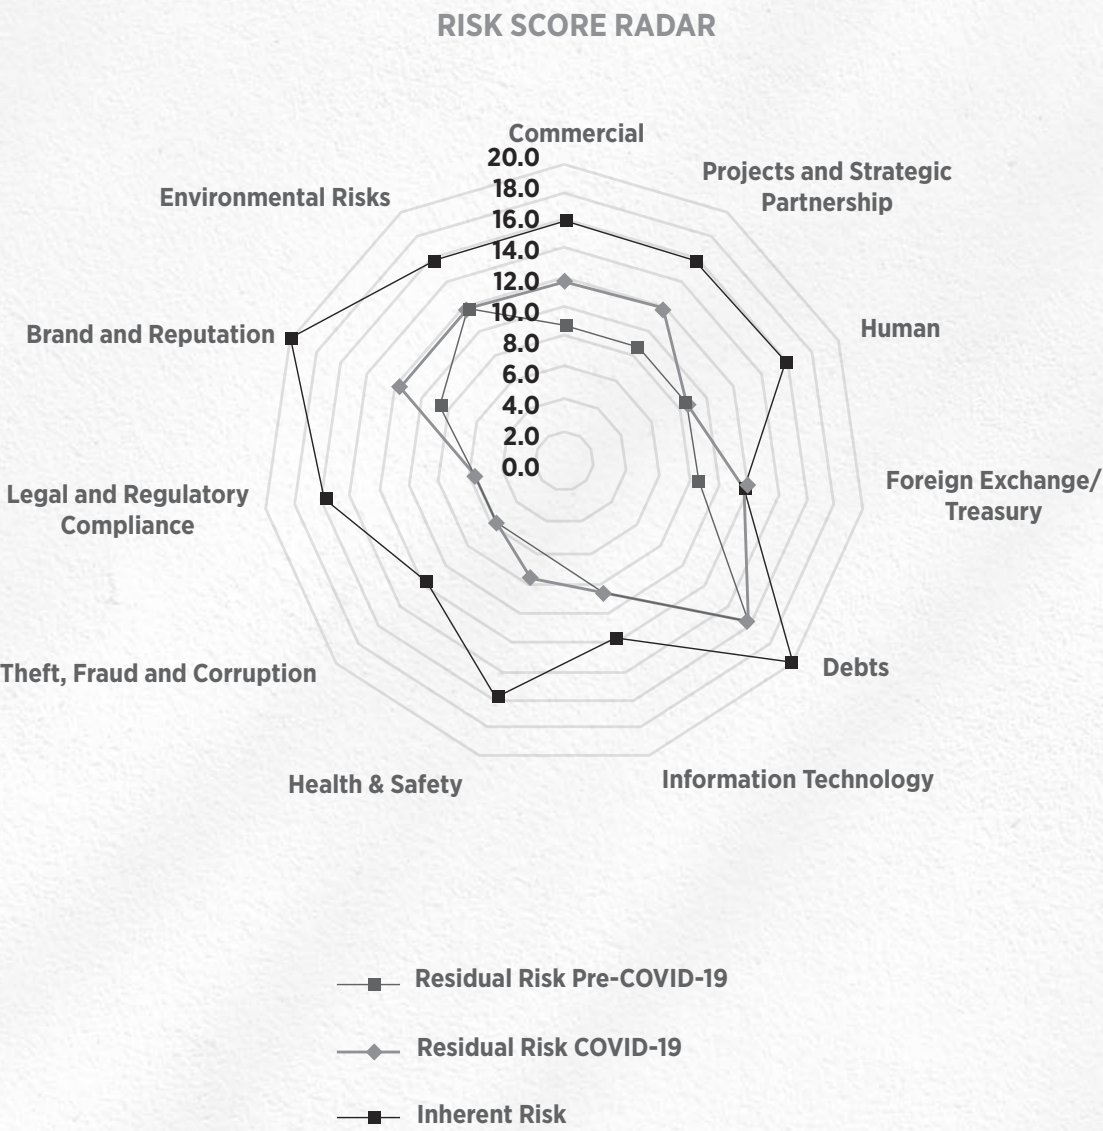 RISK SCORE RADAR
Commercial
20.0
18.0
16.0
14.0
12.0
10.0
8.0
6.0
4.0
2.0
0.0
Projects and Strategic
Partnership
Human
Foreign Exchange/
Treasury
Debts
Information Technology
Health & Safety
Theft, Fraud and Corruption
Legal and Regulatory
Compliance
Brand and Reputation
Environmental Risks
Residual Risk Pre-COVID-19
Residual Risk COVID-19
Inherent Risk